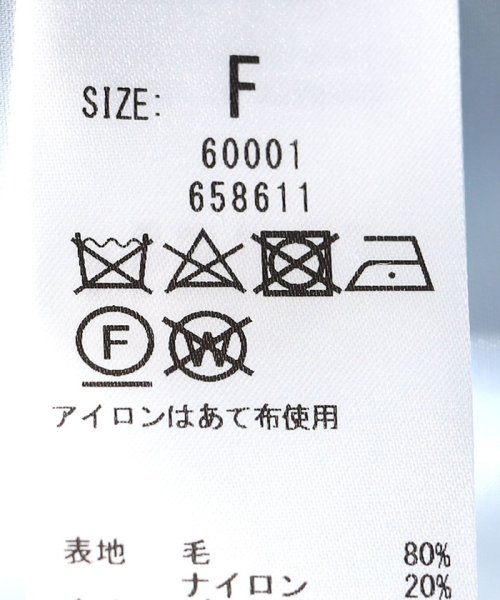 SIZE: F
60001
658611
F W
アイロンはあて布使用
表地 毛 80%
ナイロン 20%